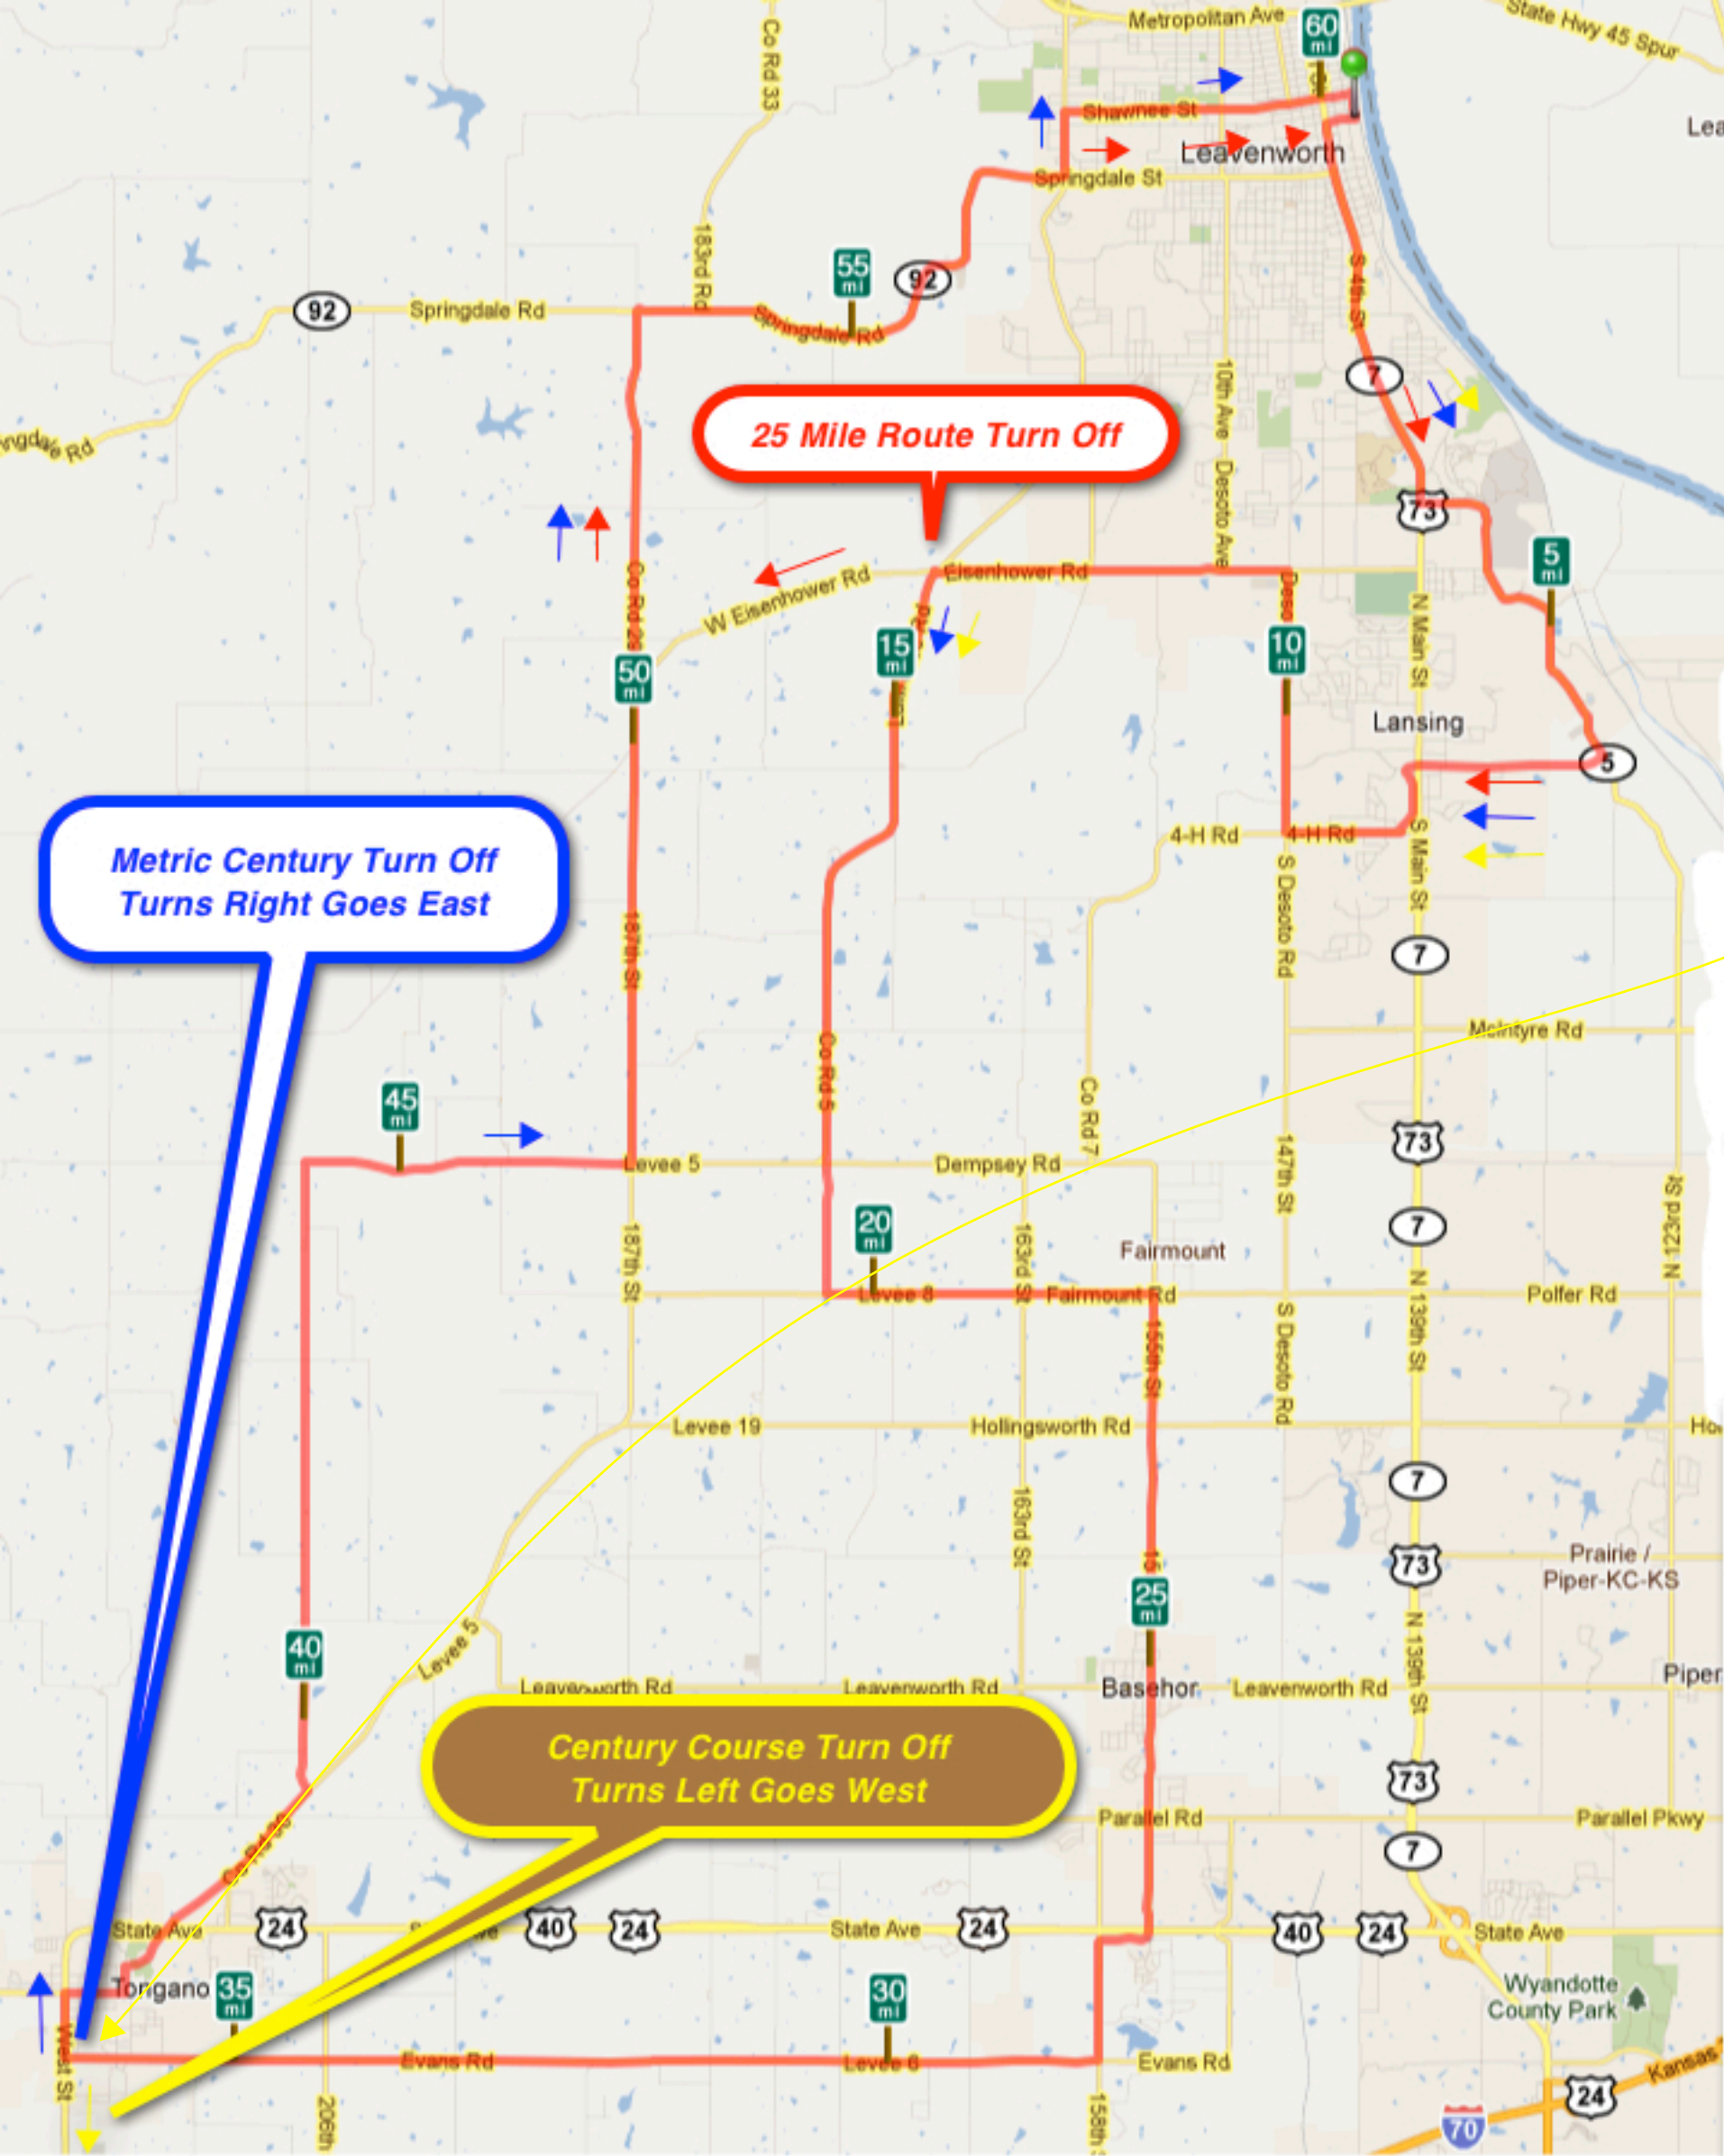 Metropolitan Ave
State Hwy 45 Spur
Co Rd 33
60
mi
Shawnee St
Leavenworth
Springdale St
183rd Rd
55
mi
92
S 4th St
92
Springdale Rd
Springdale Rd
7
10th Ave
25 Mile Route Turn Off
Desoto Ave
73
5
mi
Eisenhower Rd
W Eisenhower Rd
Co Rd 29
N Main St
15
mi
10
mi
50
mi
Lansing
5
4-H Rd
4-H Rd
S Main St
Metric Century Turn Off
Turns Right Goes East
S Desoto Rd
187th St
7
McIntyre Rd
Co Rd 5
Co Rd 7
45
mi
73
Levee 5
Dempsey Rd
147th St
N 123rd St
20
mi
7
187th St
163rd St
Fairmount
Levee 8
Fairmount Rd
Polfer Rd
155th St
S Desoto Rd
N 139th St
Levee 19
Hollingsworth Rd
7
163rd St
73
Prairie /
Piper-KC-KS
25
mi
40
mi
Levee 5
N 139th St
Piper
Leavenworth Rd
Leavenworth Rd
Basehor
Leavenworth Rd
Century Course Turn Off
Turns Left Goes West
73
Parallel Rd
Parallel Pkwy
7
State Ave
24
40
24
State Ave
24
40
24
State Ave
Tongano
35
mi
30
mi
Wyandotte
County Park
West St
Evans Rd
Levee 6
Evans Rd
Kansas
206th
158th
24
70